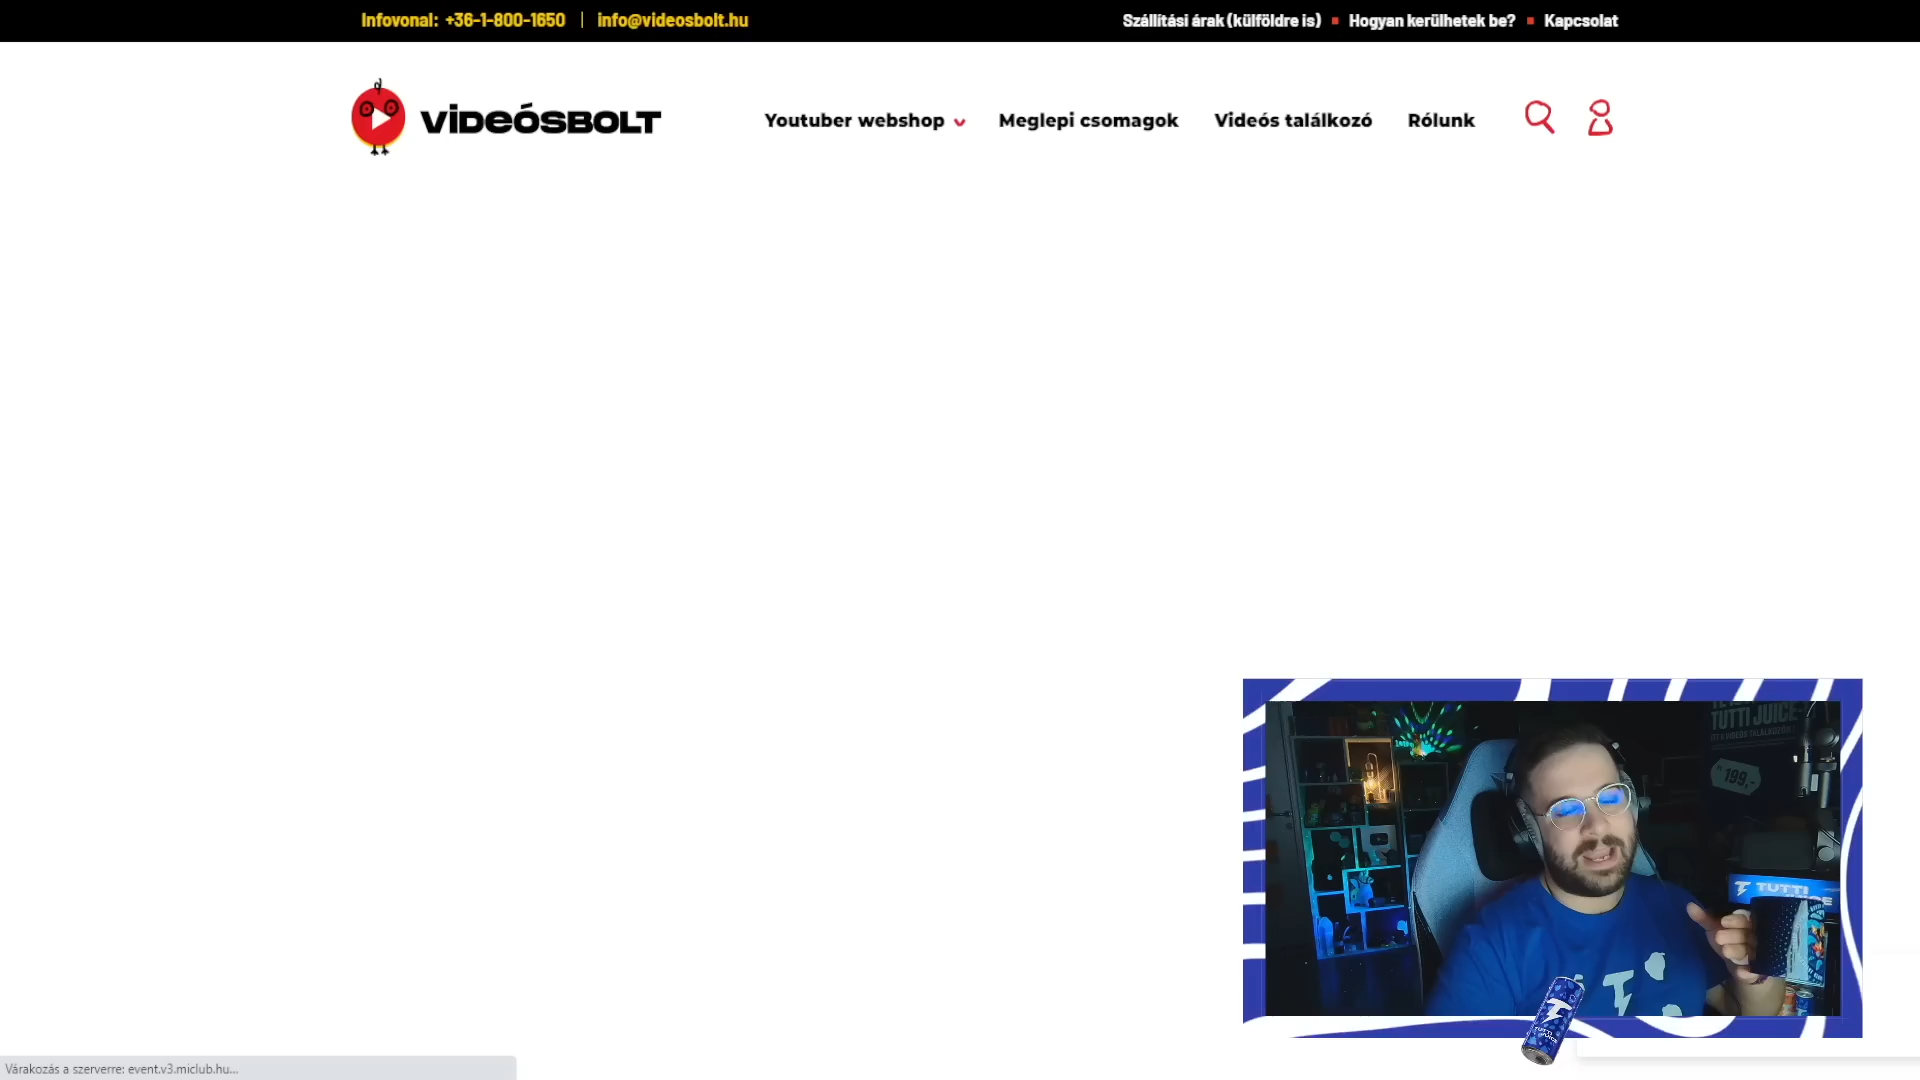 Infovonal: +36-1-800-1650 | info@videosbolt.hu
Szállítási árak (külföldre is) ▪ Hogyan kerülhetek be? ▪ Kapcsolat
VIDEÓSBOLT
Youtuber webshop
Meglepi csomagok
Videós találkozó
Rólunk
TUTTI JUICE
199,-
TUTTI
Várakozás a szerverre: event.v3.miclub.hu...